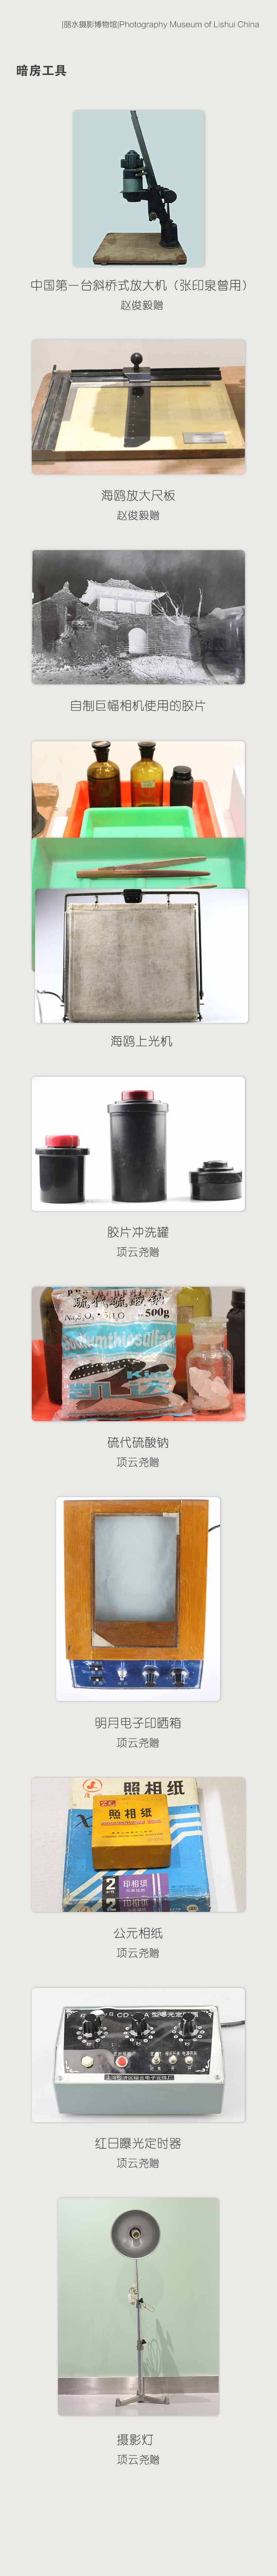 |丽水摄影博物馆|Photography Museum of Lishui China
暗房工具
中国第一台斜桥式放大机（张印泉曾用）
赵俊毅赠
海鸥放大尺板
赵俊毅赠
自制巨幅相机使用的胶片
海鸥上光机
胶片冲洗罐
项云尧赠
500g
硫代硫酸钠
项云尧赠
明月电子印晒箱
项云尧赠
照相纸
照相纸
2
印相纸
2
公元相纸
项云尧赠
红日曝光定时器
项云尧赠
摄影灯
项云尧赠